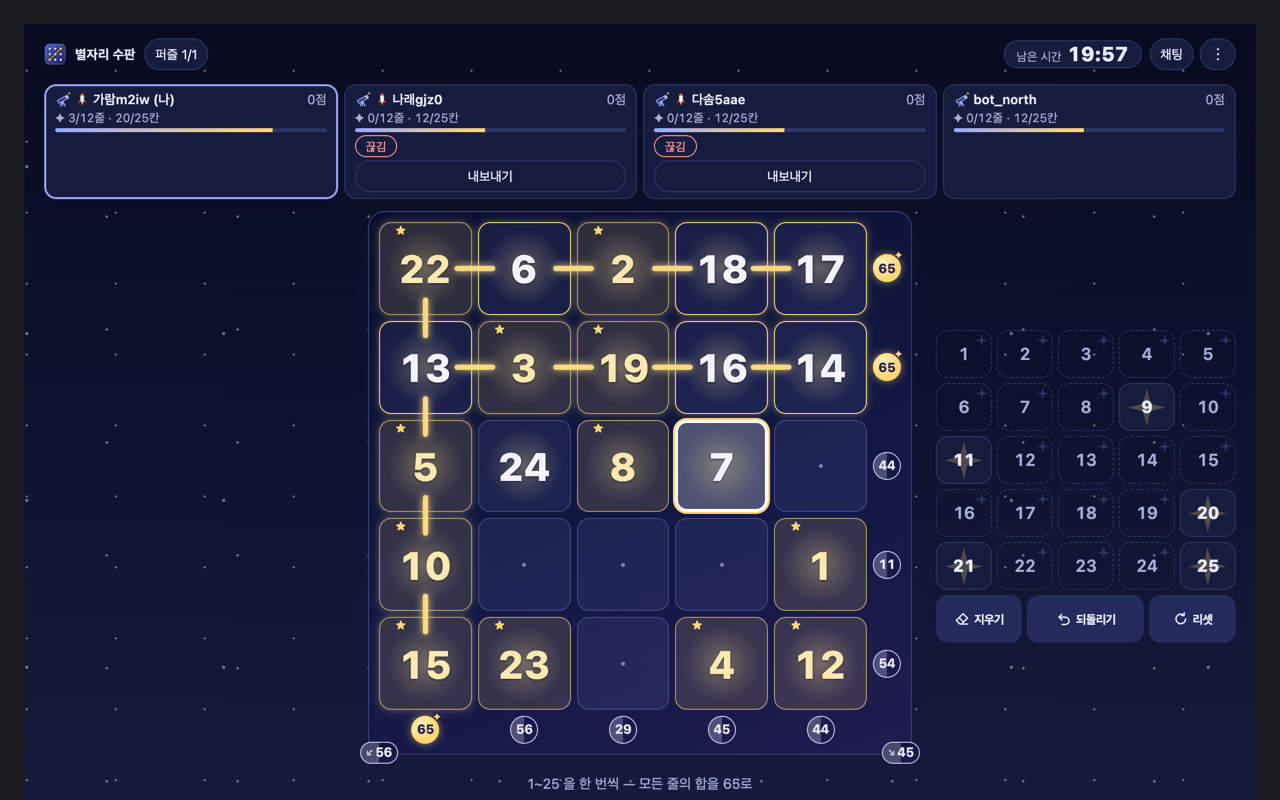 별자리 수판 퍼즐 1/1 남은 시간 19:57 채팅
가람m2iw (나) 0점
3/12줄 · 20/25칸
나래gjz0 0점
0/12줄 · 12/25칸
끊김
내보내기
다솜5aae 0점
0/12줄 · 12/25칸
끊김
내보내기
bot_north 0점
0/12줄 · 12/25칸
22 6 2 18 17 65
13 3 19 16 14 65
5 24 8 7 44
10 1 11
15 23 4 12 54
65 56 29 45 44
↙56 ↘45
1~25을 한 번씩 — 모든 줄의 합을 65로
1 2 3 4 5
6 7 8 9 10
11 12 13 14 15
16 17 18 19 20
21 22 23 24 25
지우기 되돌리기 리셋